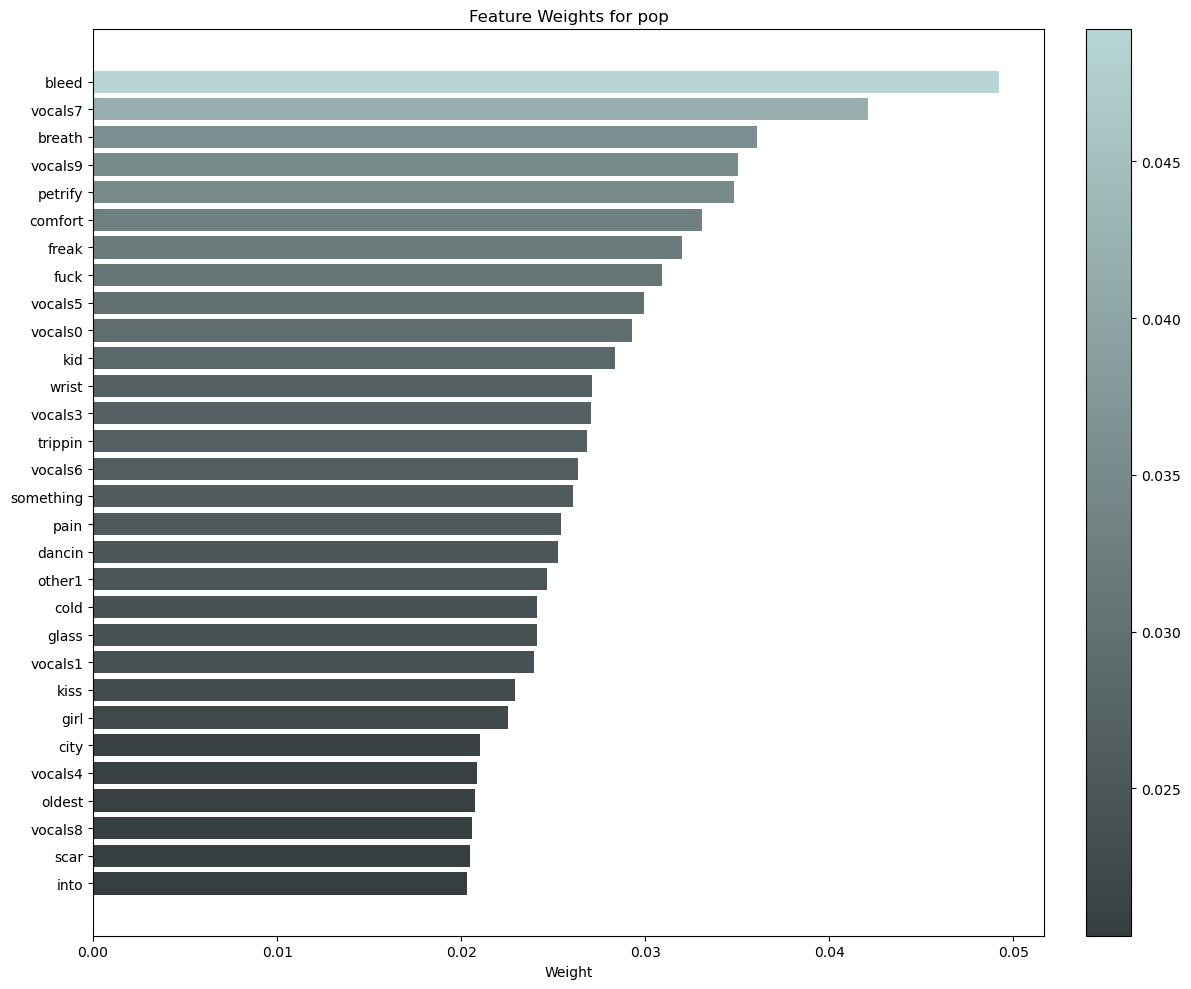 Feature Weights for pop
bleed
vocals7
breath
vocals9
petrify
comfort
freak
fuck
vocals5
vocals0
kid
wrist
vocals3
trippin
vocals6
something
pain
dancin
other1
cold
glass
vocals1
kiss
girl
city
vocals4
oldest
vocals8
scar
into
0.00 0.01 0.02 0.03 0.04 0.05
Weight
0.045
0.040
0.035
0.030
0.025